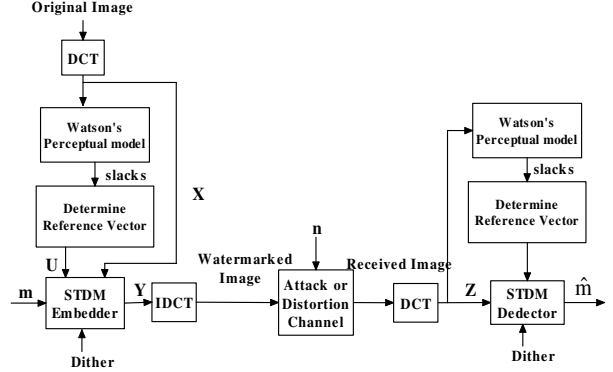 Original Image
DCT
Watson's
Perceptual model
slacks
Determine
Reference Vector
X
U
m
STDM
Embedder
Dither
Y
IDCT
Watermarked
Image
n
Attack or
Distortion
Channel
Received Image
DCT
Z
Watson's
Perceptual model
slacks
Determine
Reference Vector
STDM
Dedector
m̂
Dither